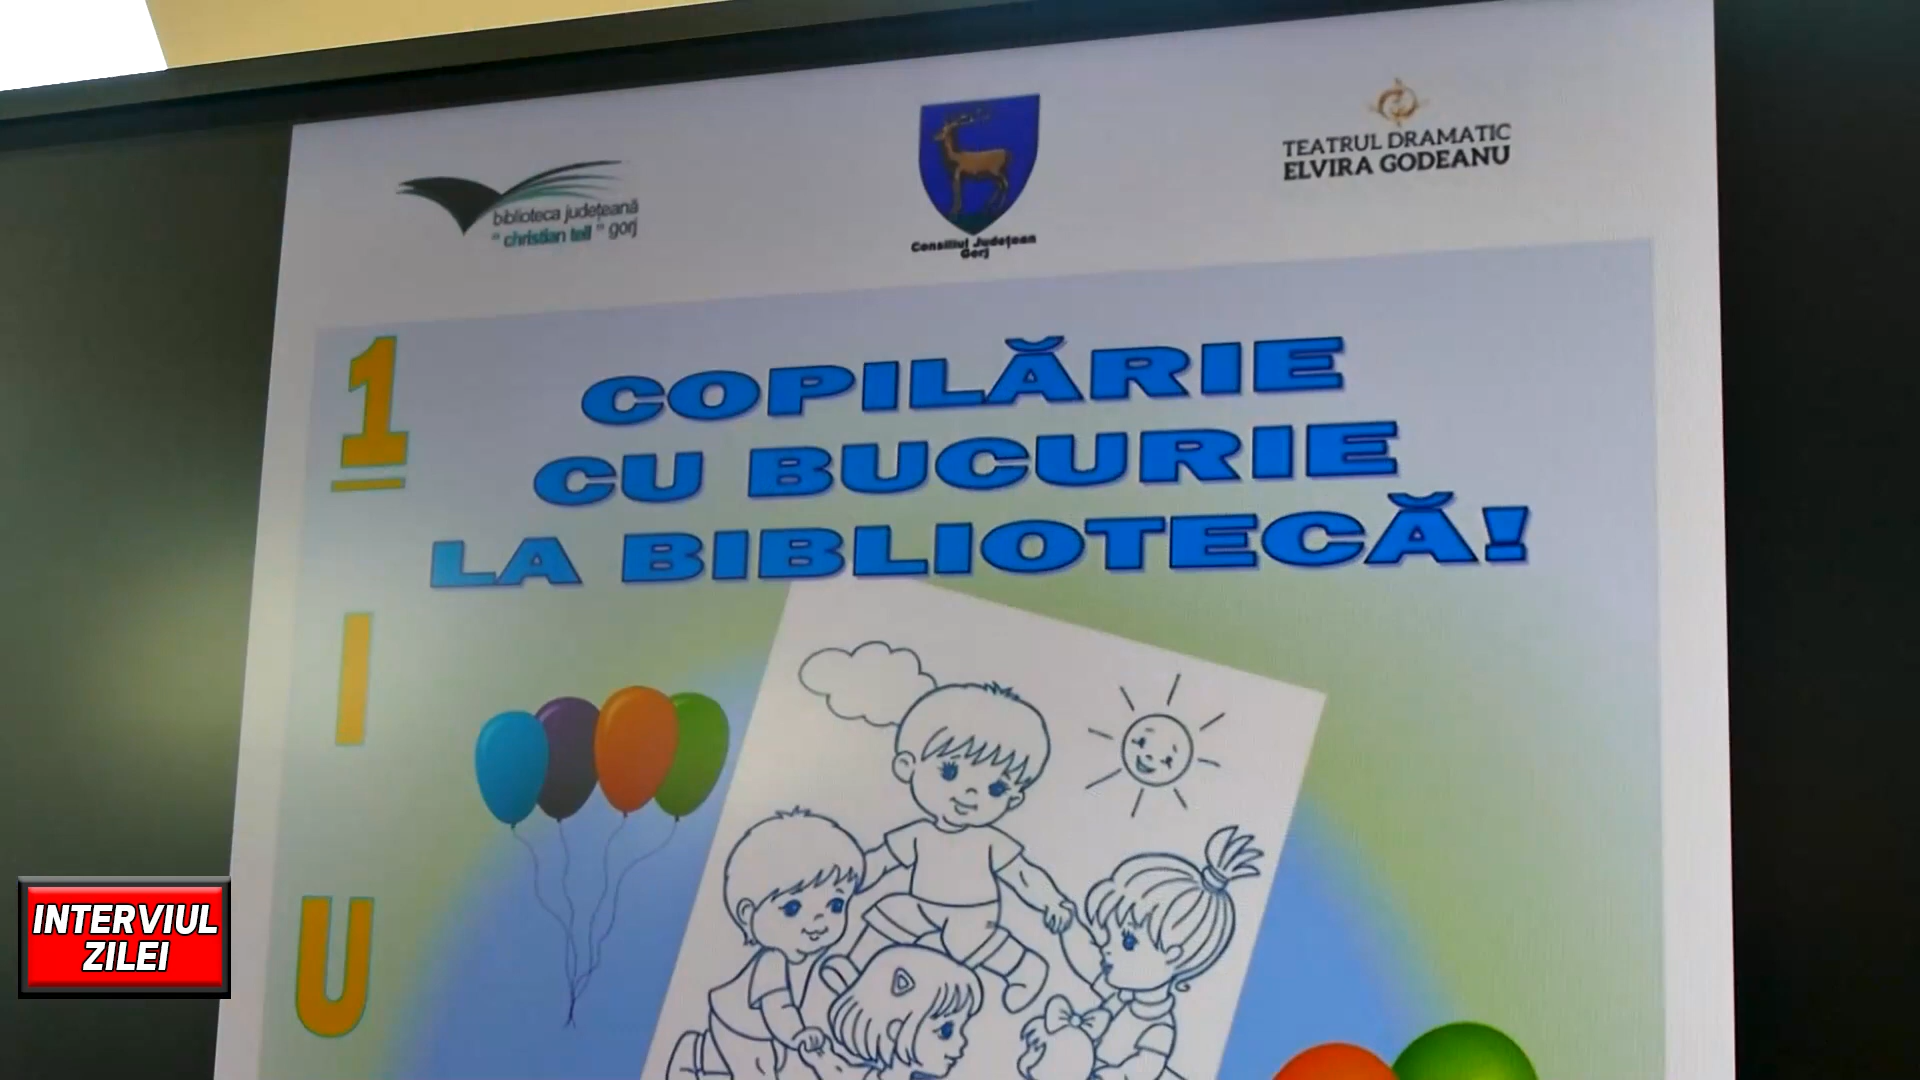 biblioteca județeană
"christian tell" gorj
Consiliul Județean
Gorj
TEATRUL DRAMATIC
ELVIRA GODEANU
1
I
U
COPILĂRIE
CU BUCURIE
LA BIBLIOTECĂ!
INTERVIUL
ZILEI